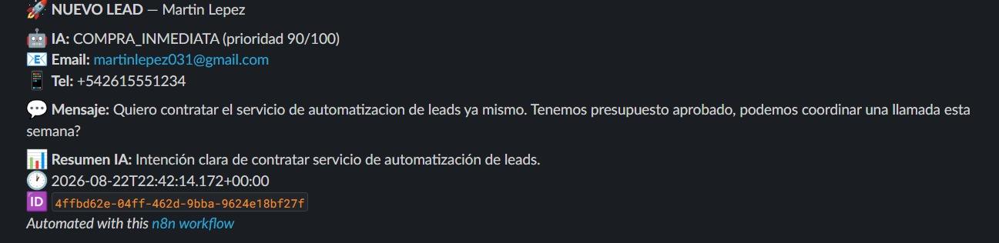 🚀 NUEVO LEAD — Martin Lepez
🤖 IA: COMPRA_INMEDIATA (prioridad 90/100)
📧 Email: martinlepez031@gmail.com
📱 Tel: +542615551234
💬 Mensaje: Quiero contratar el servicio de automatizacion de leads ya mismo. Tenemos presupuesto aprobado, podemos coordinar una llamada esta
semana?
📊 Resumen IA: Intención clara de contratar servicio de automatización de leads.
🕐 2026-08-22T22:42:14.172+00:00
🆔 4ffbd62e-04ff-462d-9bba-9624e18bf27f
Automated with this n8n workflow